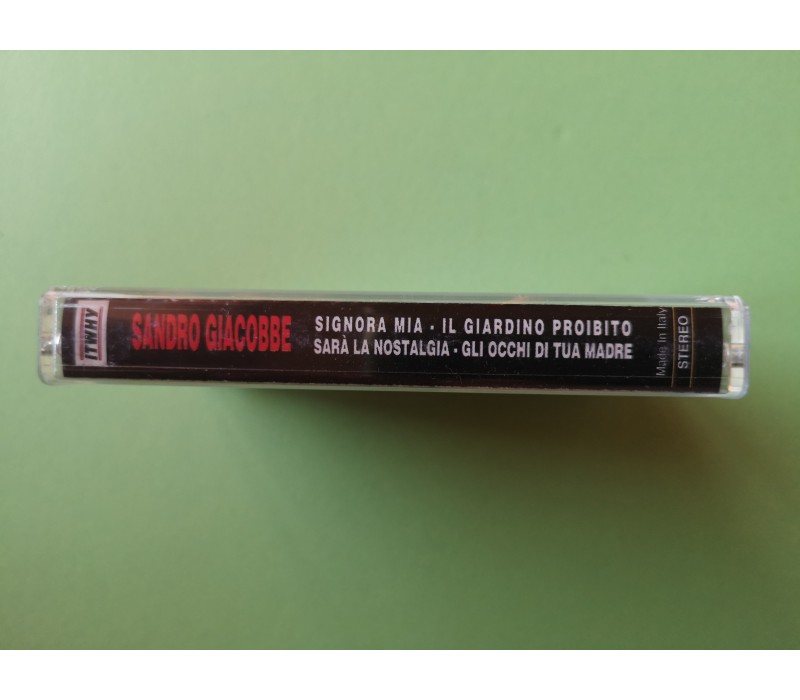 ITWHY
SANDRO GIACOBBE
SIGNORA MIA - IL GIARDINO PROIBITO
SARÀ LA NOSTALGIA - GLI OCCHI DI TUA MADRE
Made In Italy
STEREO